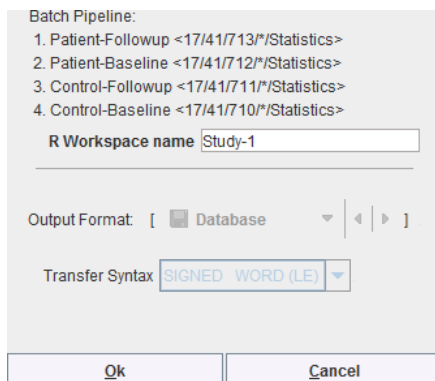 Batch Pipeline:
1. Patient-Followup <17/41/713/*/Statistics>
2. Patient-Baseline <17/41/712/*/Statistics>
3. Control-Followup <17/41/711/*/Statistics>
4. Control-Baseline <17/41/710/*/Statistics>
R Workspace name Study-1
Output Format: [ Database ]
Transfer Syntax SIGNED WORD (LE)
Ok Cancel